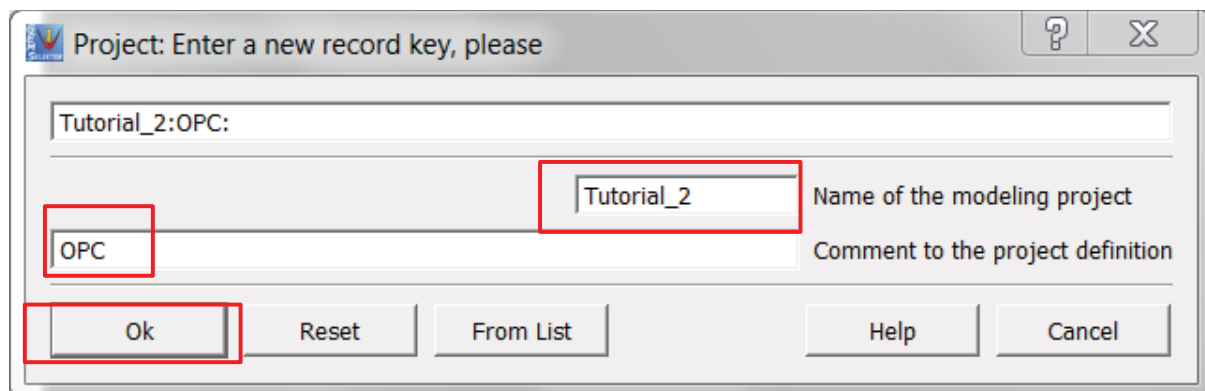 Project: Enter a new record key, please
Tutorial_2:OPC:
Tutorial_2 Name of the modeling project
OPC Comment to the project definition
Ok Reset From List Help Cancel